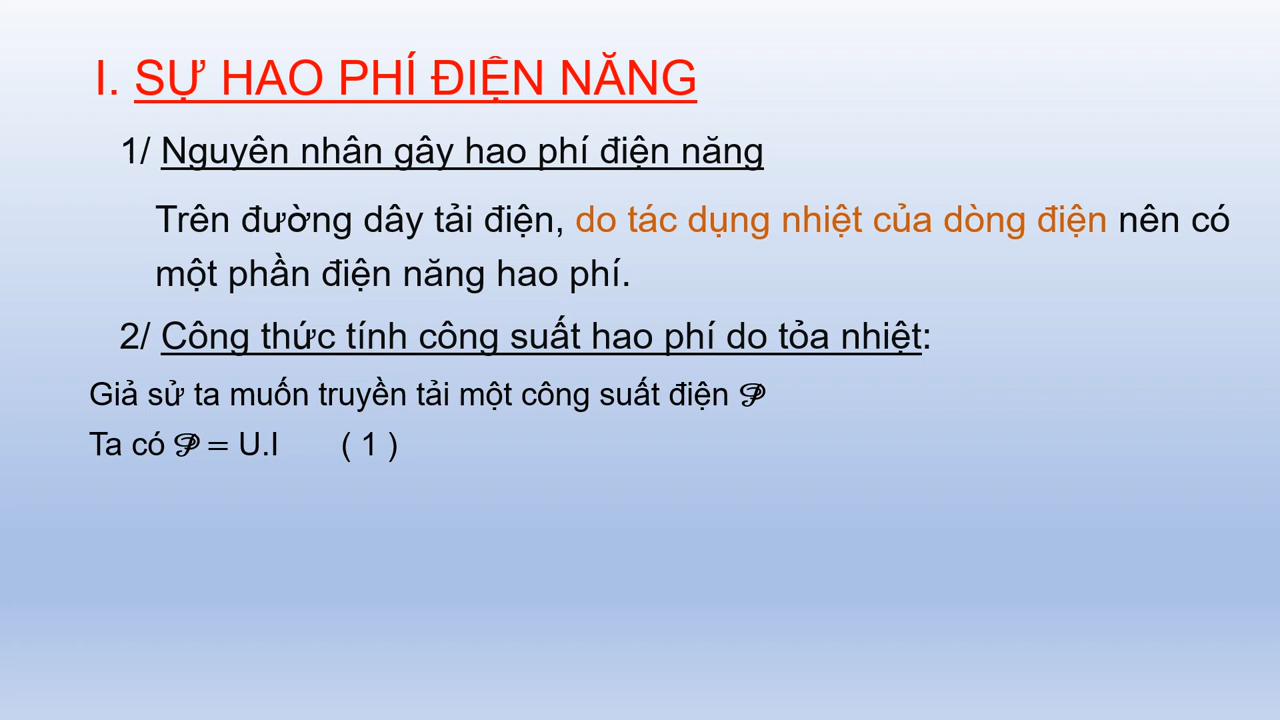 I. SỰ HAO PHÍ ĐIỆN NĂNG
1/ Nguyên nhân gây hao phí điện năng
Trên đường dây tải điện, do tác dụng nhiệt của dòng điện nên có
một phần điện năng hao phí.
2/ Công thức tính công suất hao phí do tỏa nhiệt:
Giả sử ta muốn truyền tải một công suất điện 𝒫
Ta có 𝒫 = U.I ( 1 )